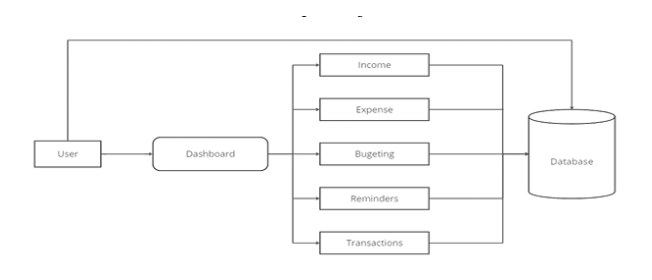 Income
Expense
User
Dashboard
Bugeting
Database
Reminders
Transactions